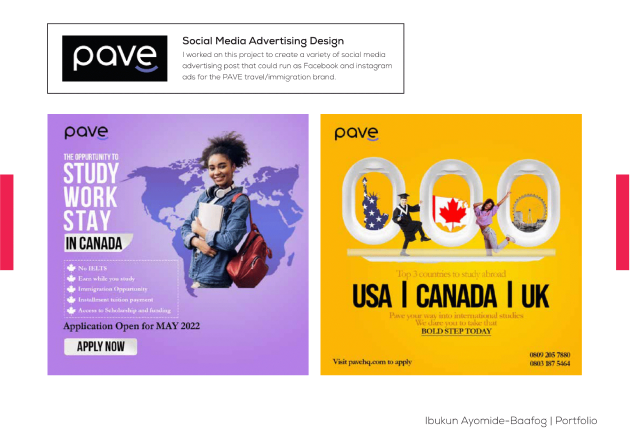 pave
Social Media Advertising Design
I worked on this project to create a variety of social media
advertising post that could run as Facebook and instagram
ads for the PAVE travel/immigration brand.
pave
THE OPPURTUNITY TO
STUDY
WORK
STAY
IN CANADA
No IELTS
Earn while you study
Immigration Opportunity
Installment tuition payment
Access to Scholarship and funding
Application Open for MAY 2022
APPLY NOW
pave
Top 3 countries to study abroad
USA | CANADA | UK
Pave your way into international studies
We dare you to take that
BOLD STEP TODAY
Visit pavehq.com to apply
0809 205 7880
0803 187 5464
Ibukun Ayomide-Baafog | Portfolio